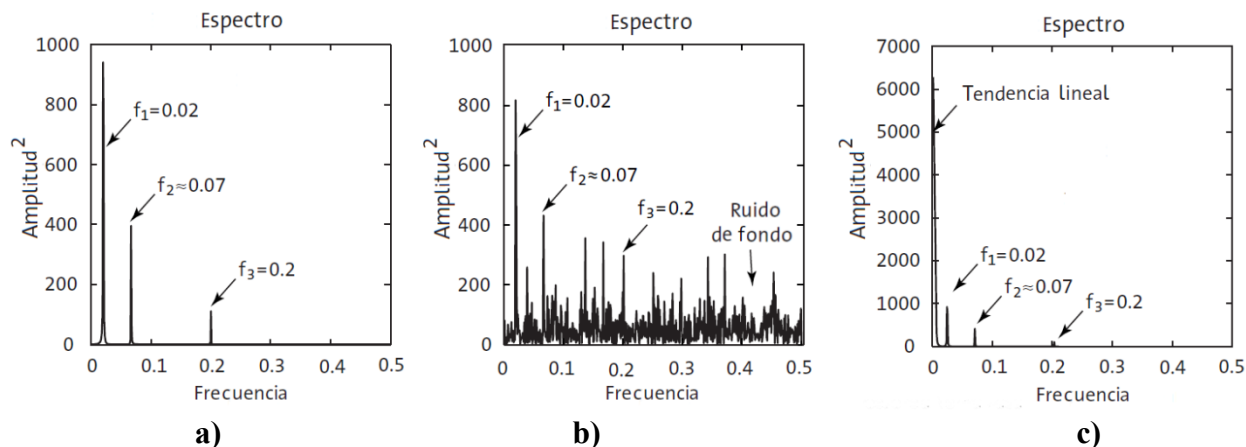 Espectro
1000
800
600
400
200
0
Amplitud²
f₁=0.02
f₂≈0.07
f₃=0.2
0 0.1 0.2 0.3 0.4 0.5
Frecuencia
a)
Espectro
1000
800
600
400
200
0
Amplitud²
f₁=0.02
f₂≈0.07
f₃=0.2
Ruido
de fondo
0 0.1 0.2 0.3 0.4 0.5
Frecuencia
b)
Espectro
7000
6000
5000
4000
3000
2000
1000
0
Amplitud²
Tendencia lineal
f₁=0.02
f₂≈0.07
f₃=0.2
0 0.1 0.2 0.3 0.4 0.5
Frecuencia
c)